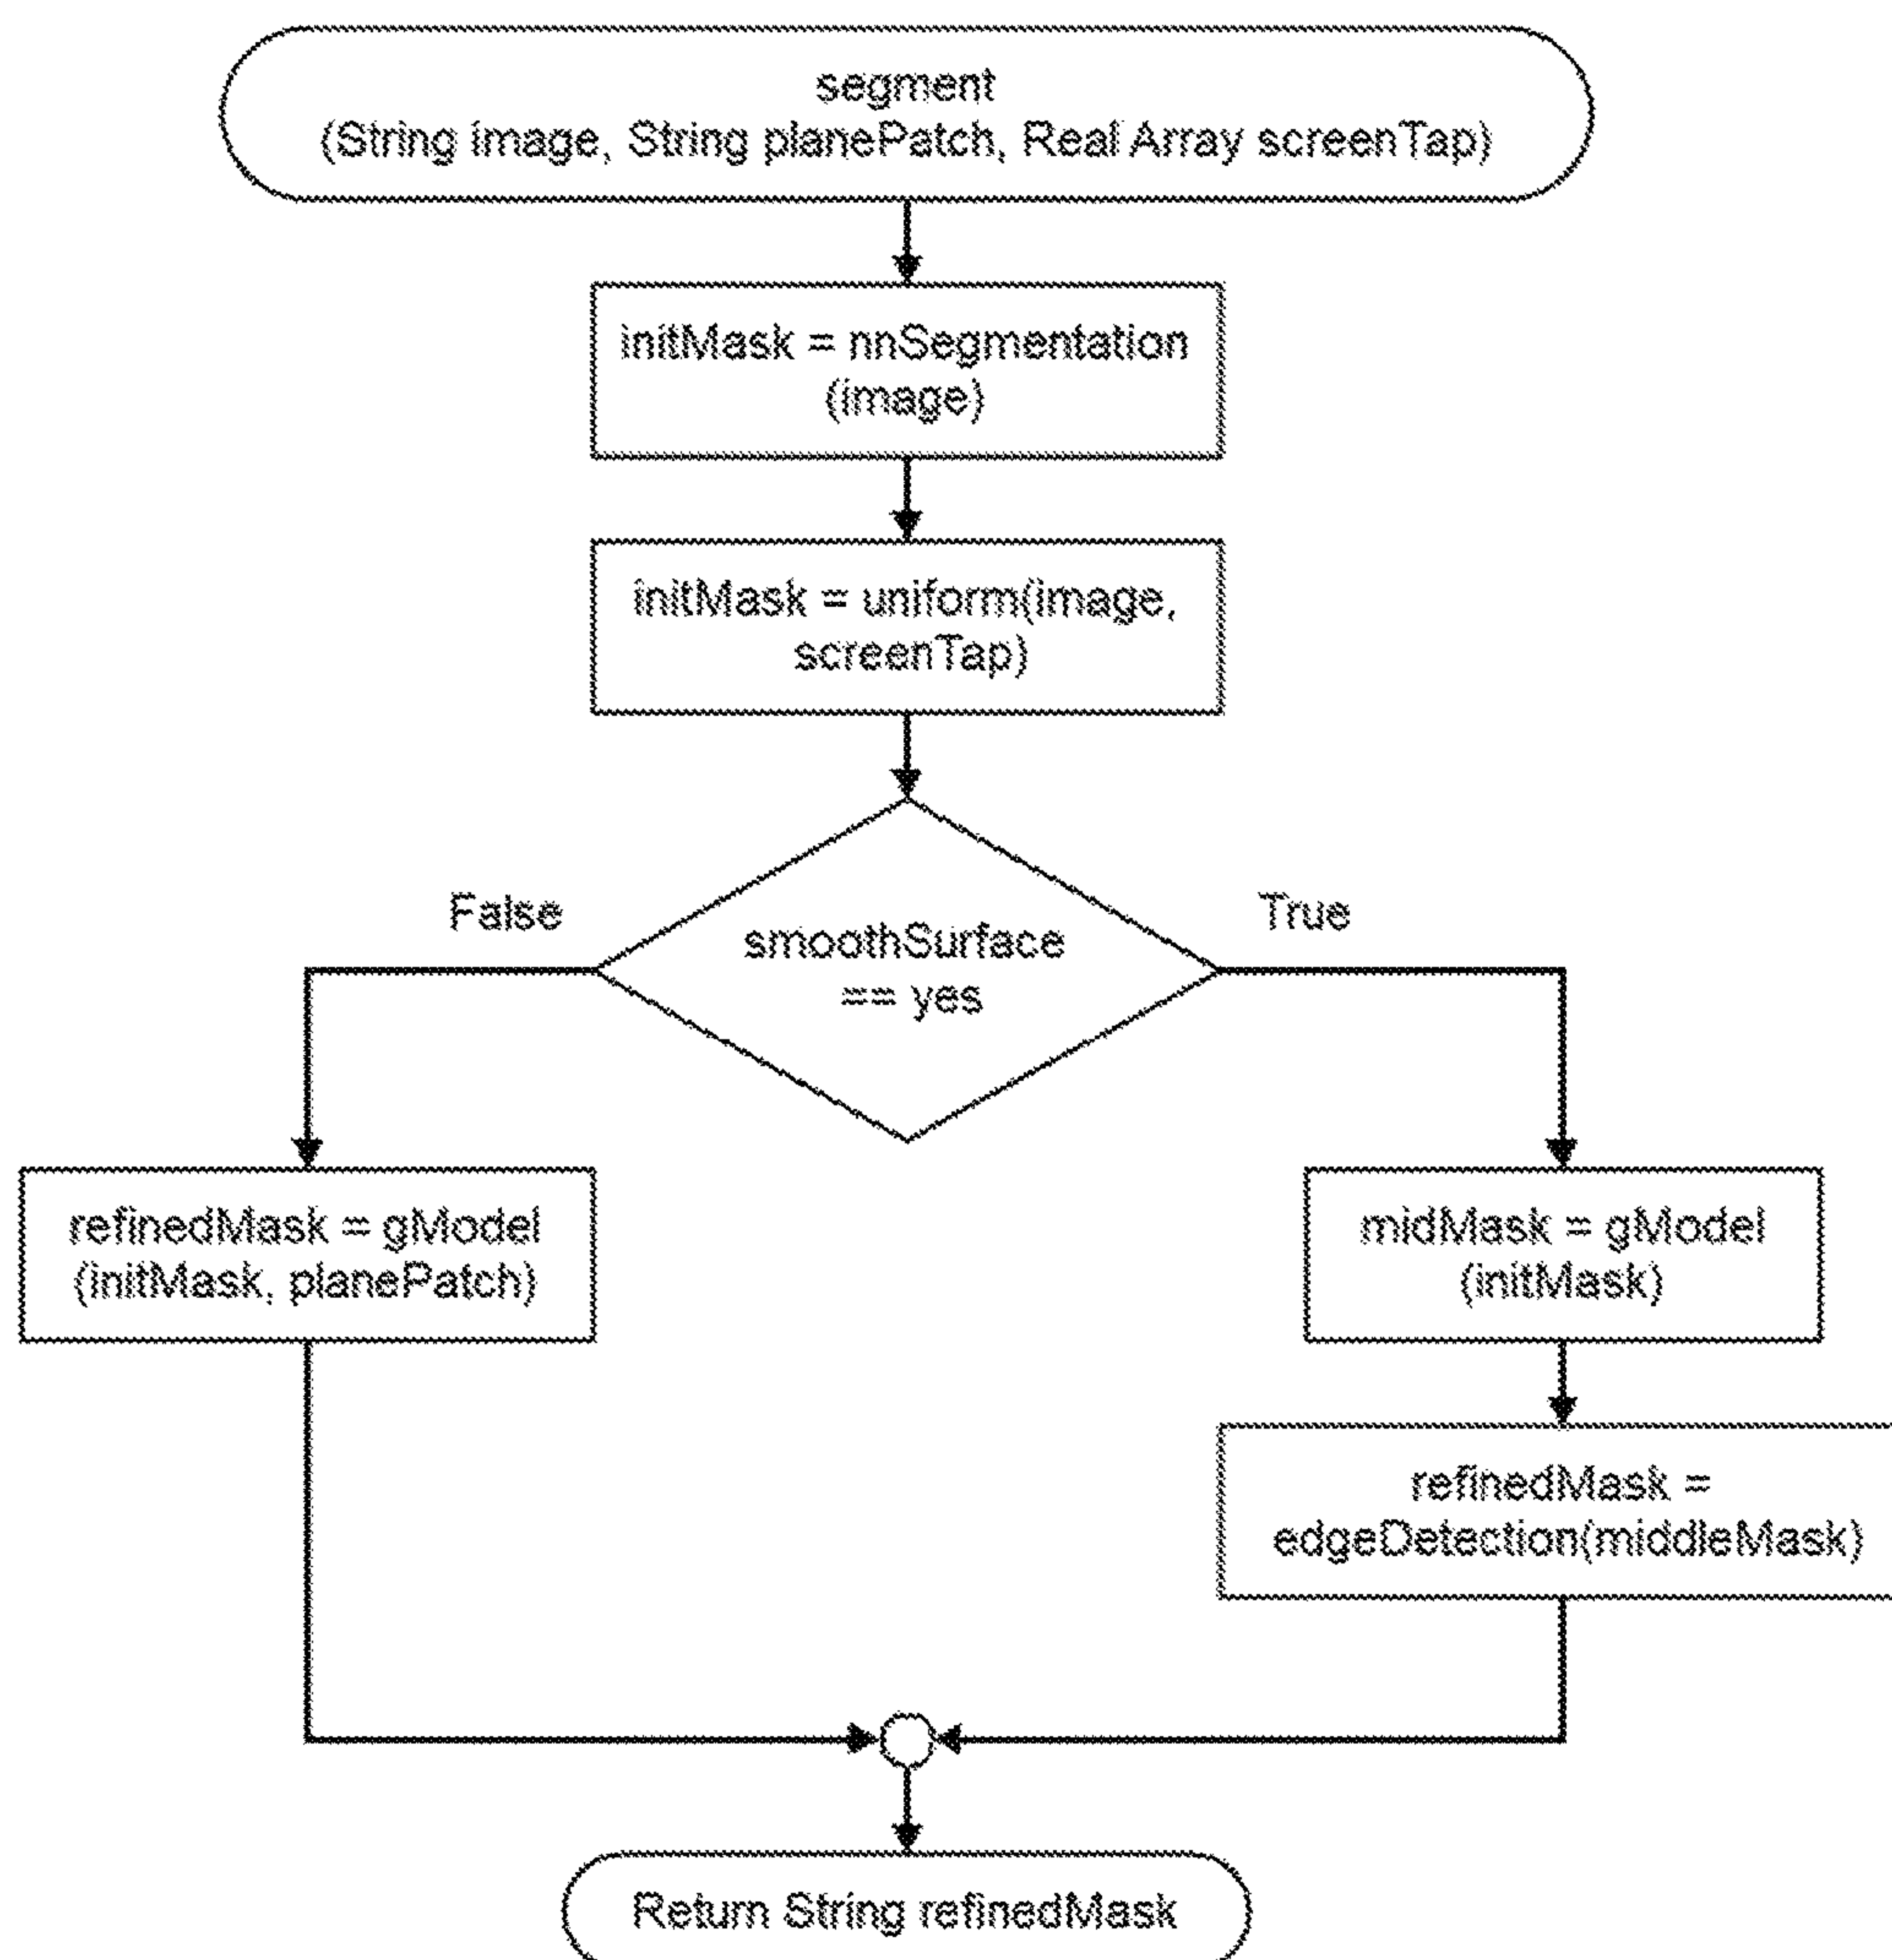 segment
(String image, String planePatch, Real Array screenTap)
initMask = nnSegmentation
(image)
initMask = uniform(image,
screenTap)
False
True
smoothSurface
== yes
refinedMask = gModel
(initMask, planePatch)
midMask = gModel
(initMask)
refinedMask =
edgeDetection(middleMask)
Return String refinedMask